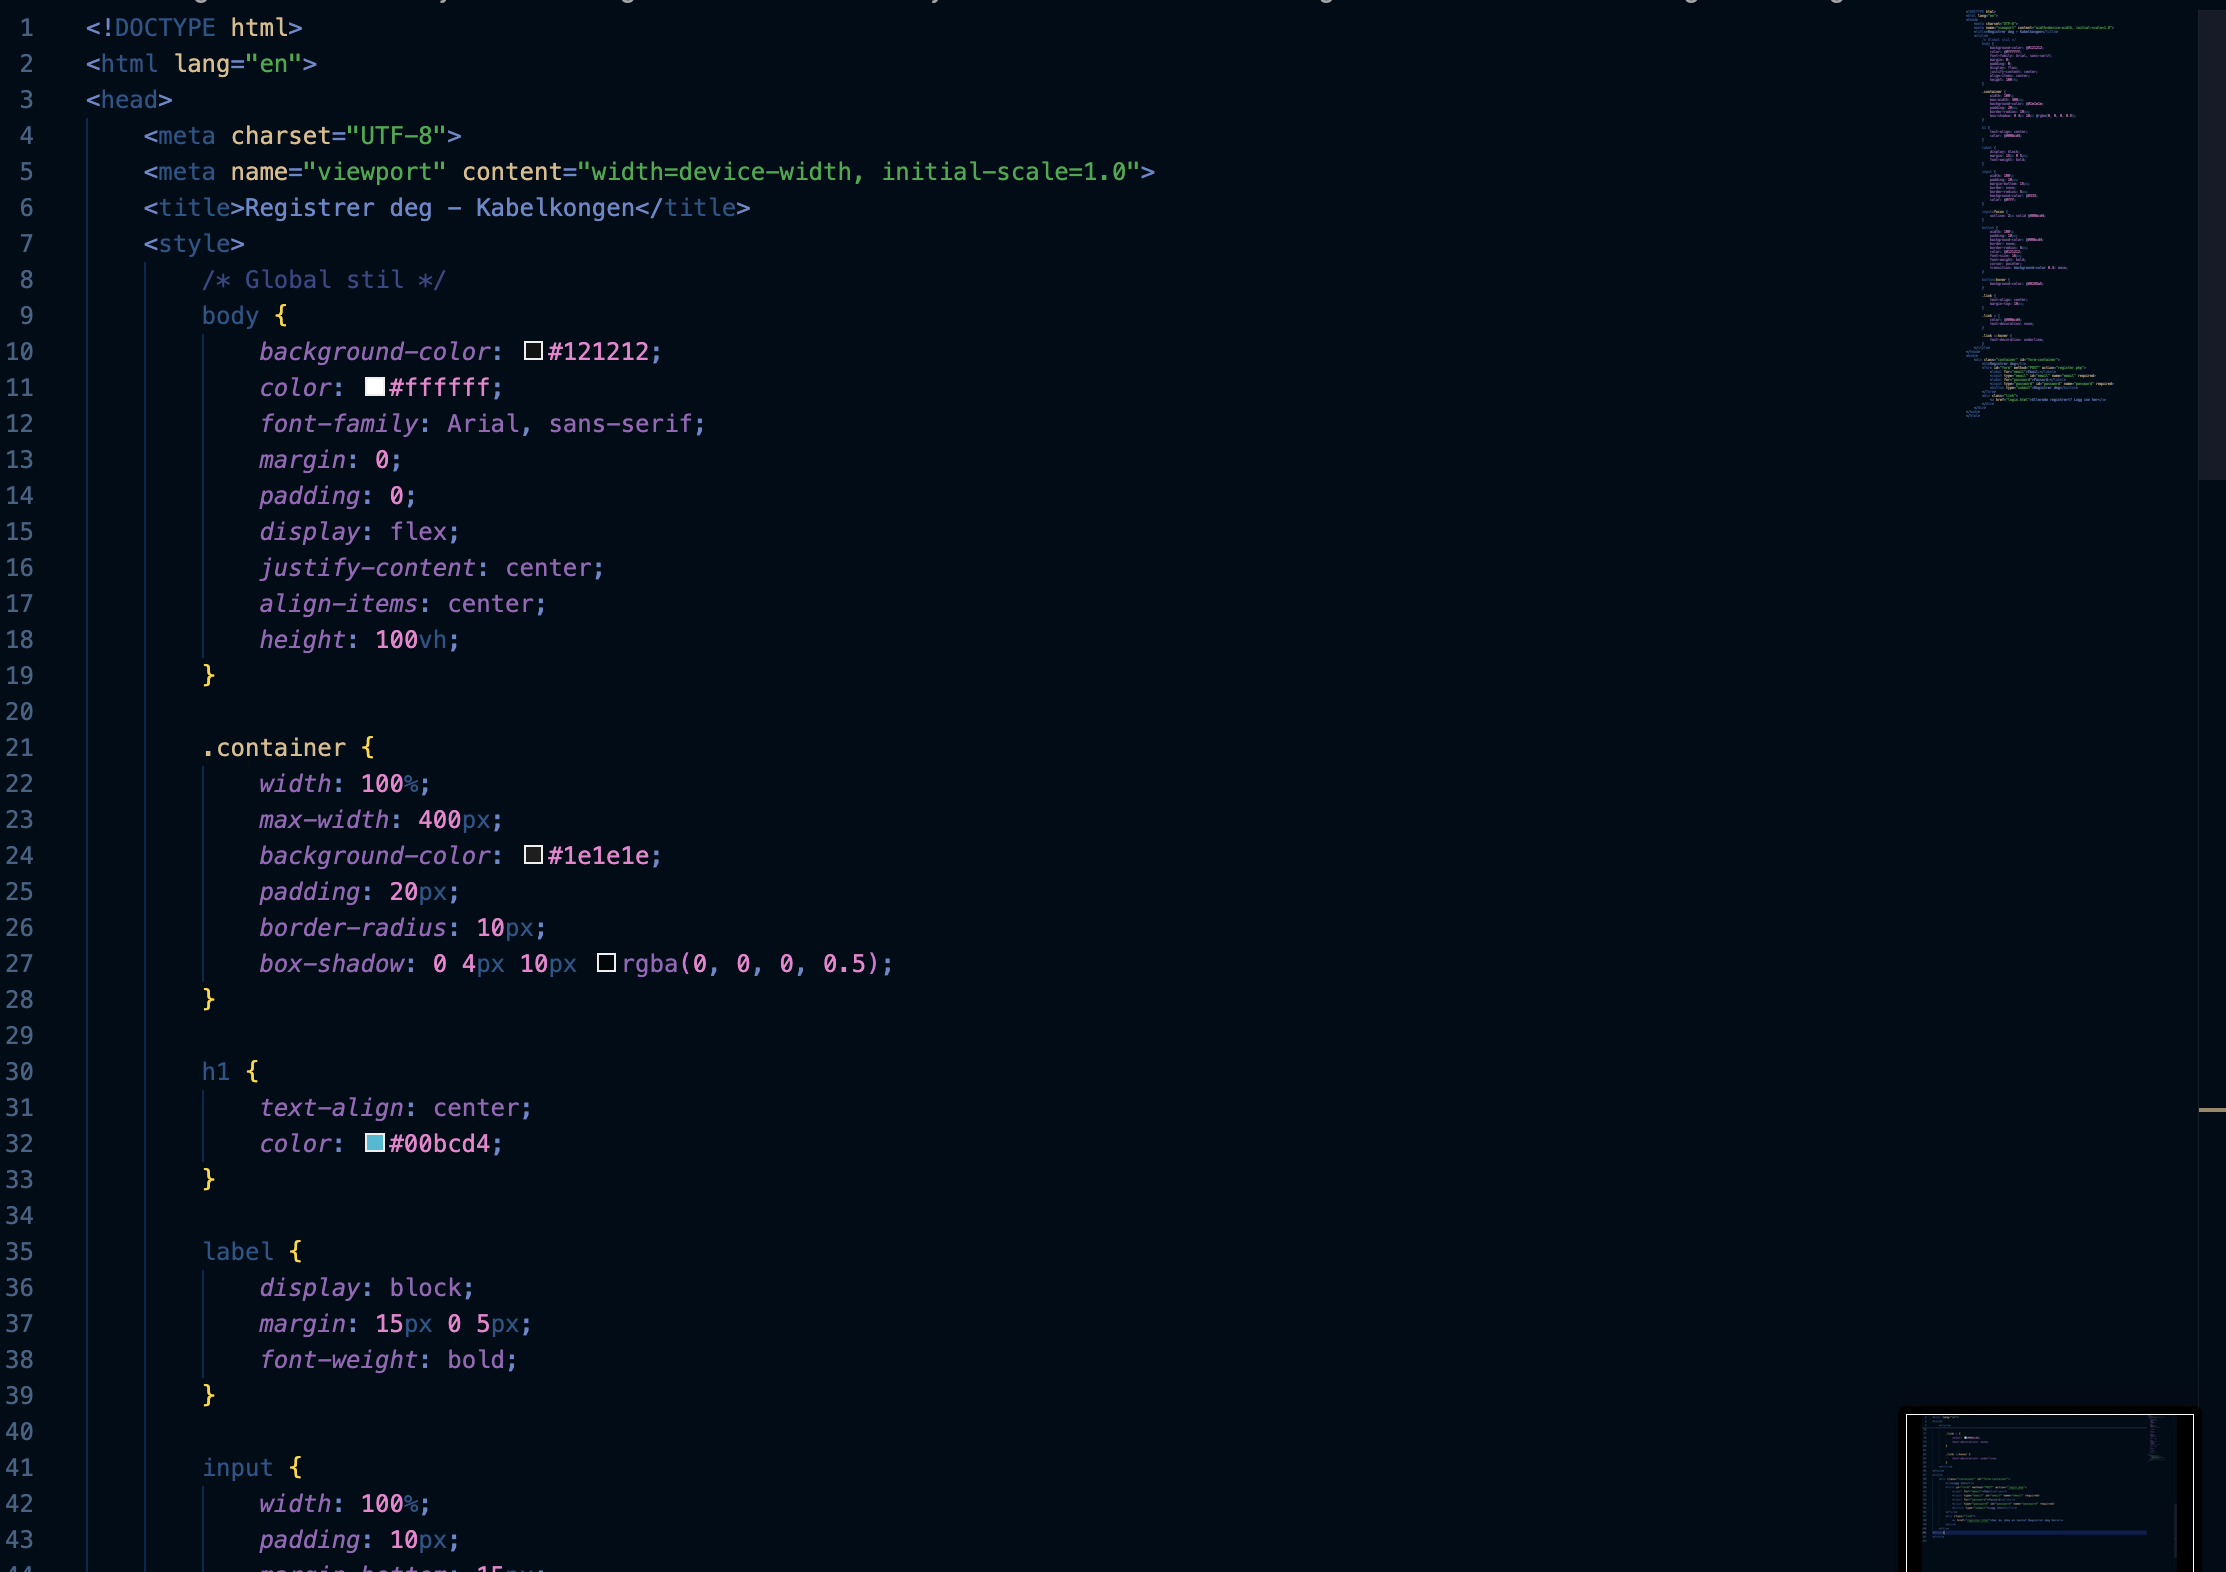 1 <!DOCTYPE html>
2 <html lang="en">
3 <head>
4     <meta charset="UTF-8">
5     <meta name="viewport" content="width=device-width, initial-scale=1.0">
6     <title>Registrer deg - Kabelkongen</title>
7     <style>
8         /* Global stil */
9         body {
10             background-color: #121212;
11             color: #ffffff;
12             font-family: Arial, sans-serif;
13             margin: 0;
14             padding: 0;
15             display: flex;
16             justify-content: center;
17             align-items: center;
18             height: 100vh;
19         }
20
21         .container {
22             width: 100%;
23             max-width: 400px;
24             background-color: #1e1e1e;
25             padding: 20px;
26             border-radius: 10px;
27             box-shadow: 0 4px 10px rgba(0, 0, 0, 0.5);
28         }
29
30         h1 {
31             text-align: center;
32             color: #00bcd4;
33         }
34
35         label {
36             display: block;
37             margin: 15px 0 5px;
38             font-weight: bold;
39         }
40
41         input {
42             width: 100%;
43             padding: 10px;
44             margin-bottom: 15px;